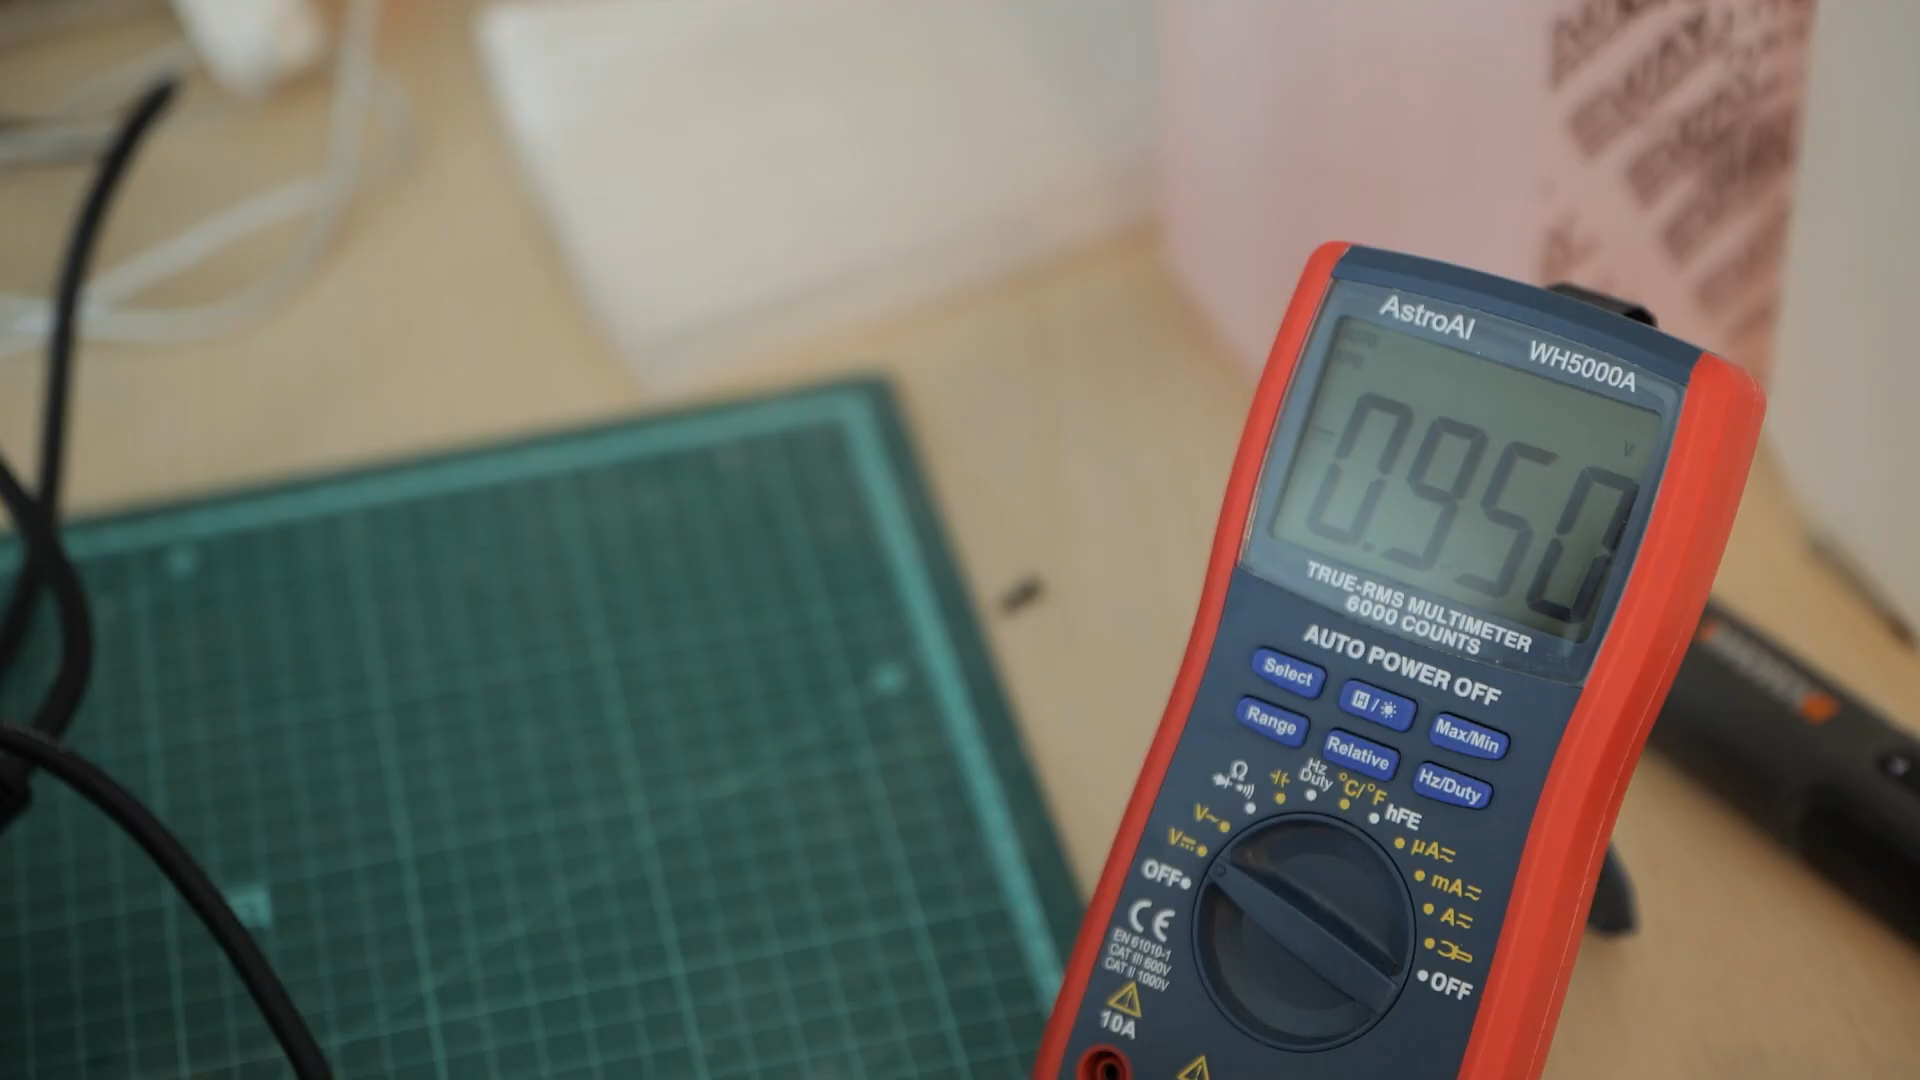 AstroAI
WH5000A
V
-0.950
TRUE-RMS MULTIMETER
6000 COUNTS
AUTO POWER OFF
Select
H/☀
Max/Min
Range
Relative
Hz/Duty
Ω
Hz
Duty
°C/°F
hFE
V~
µA
V
mA
OFF
A
CE
EN 61010-1
CAT III 600V
CAT II 1000V
OFF
10A